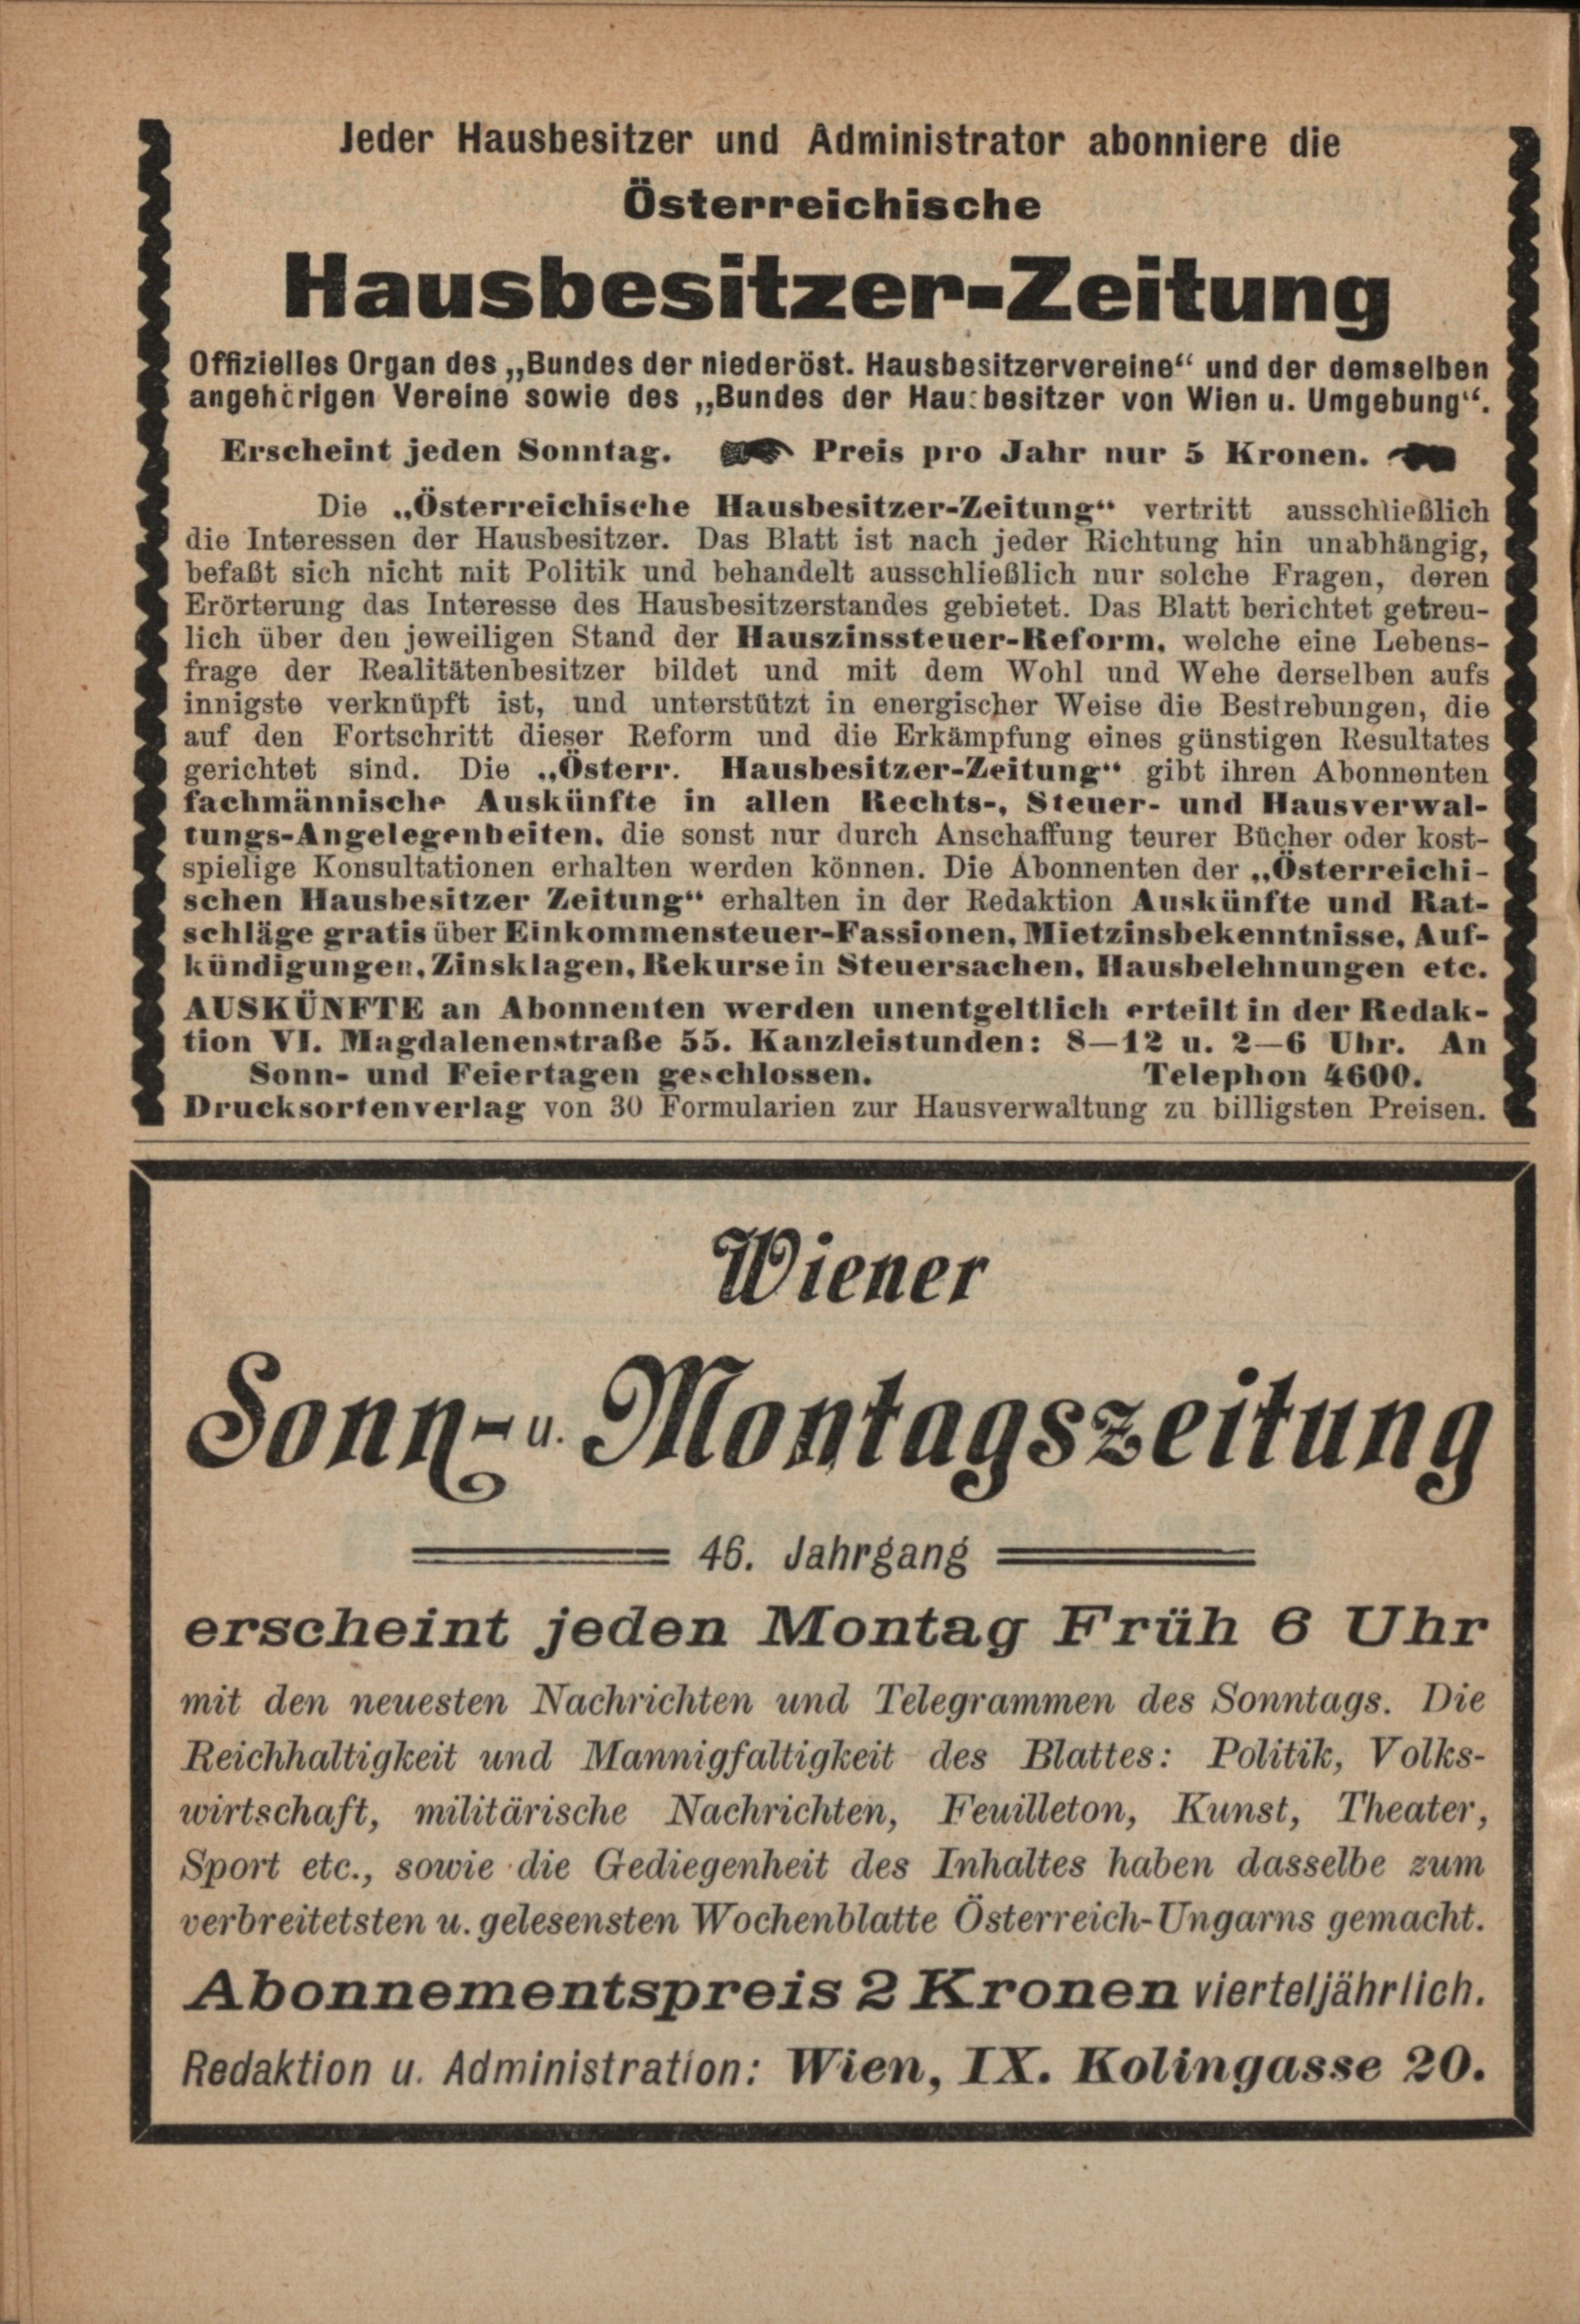 Jeder Hausbesitzer und Administrator abonniere die
Österreichische
Hausbesitzer-Zeitung
Offizielles Organ des „Bundes der niederöst. Hausbesitzervereine“ und der demselben
angehörigen Vereine sowie des „Bundes der Hausbesitzer von Wien u. Umgebung“.
Erscheint jeden Sonntag. Preis pro Jahr nur 5 Kronen.
Die „Österreichische Hausbesitzer-Zeitung“ vertritt ausschließlich
die Interessen der Hausbesitzer. Das Blatt ist nach jeder Richtung hin unabhängig,
befaßt sich nicht mit Politik und behandelt ausschließlich nur solche Fragen, deren
Erörterung das Interesse des Hausbesitzerstandes gebietet. Das Blatt berichtet getreu-
lich über den jeweiligen Stand der Hauszinssteuer-Reform, welche eine Lebens-
frage der Realitätenbesitzer bildet und mit dem Wohl und Wehe derselben aufs
innigste verknüpft ist, und unterstützt in energischer Weise die Bestrebungen, die
auf den Fortschritt dieser Reform und die Erkämpfung eines günstigen Resultates
gerichtet sind. Die „Österr. Hausbesitzer-Zeitung“ gibt ihren Abonnenten
fachmännische Auskünfte in allen Rechts-, Steuer- und Hausverwal-
tungs-Angelegenheiten, die sonst nur durch Anschaffung teurer Bücher oder kost-
spielige Konsultationen erhalten werden können. Die Abonnenten der „Österreichi-
schen Hausbesitzer Zeitung“ erhalten in der Redaktion Auskünfte und Rat-
schläge gratis über Einkommensteuer-Fassionen, Mietzinsbekenntnisse, Auf-
kündigungen, Zinsklagen, Rekurse in Steuersachen, Hausbelehnungen etc.
AUSKÜNFTE an Abonnenten werden unentgeltlich erteilt in der Redak-
tion VI. Magdalenenstraße 55. Kanzleistunden: 8—12 u. 2—6 Uhr. An
Sonn- und Feiertagen geschlossen. Telephon 4600.
Drucksortenverlag von 30 Formularien zur Hausverwaltung zu billigsten Preisen.
Wiener
Sonn- u. Montagszeitung
46. Jahrgang
erscheint jeden Montag Früh 6 Uhr
mit den neuesten Nachrichten und Telegrammen des Sonntags. Die
Reichhaltigkeit und Mannigfaltigkeit des Blattes: Politik, Volks-
wirtschaft, militärische Nachrichten, Feuilleton, Kunst, Theater,
Sport etc., sowie die Gediegenheit des Inhaltes haben dasselbe zum
verbreitetsten u. gelesensten Wochenblatte Österreich-Ungarns gemacht.
Abonnementspreis 2 Kronen vierteljährlich.
Redaktion u. Administration: Wien, IX. Kolingasse 20.